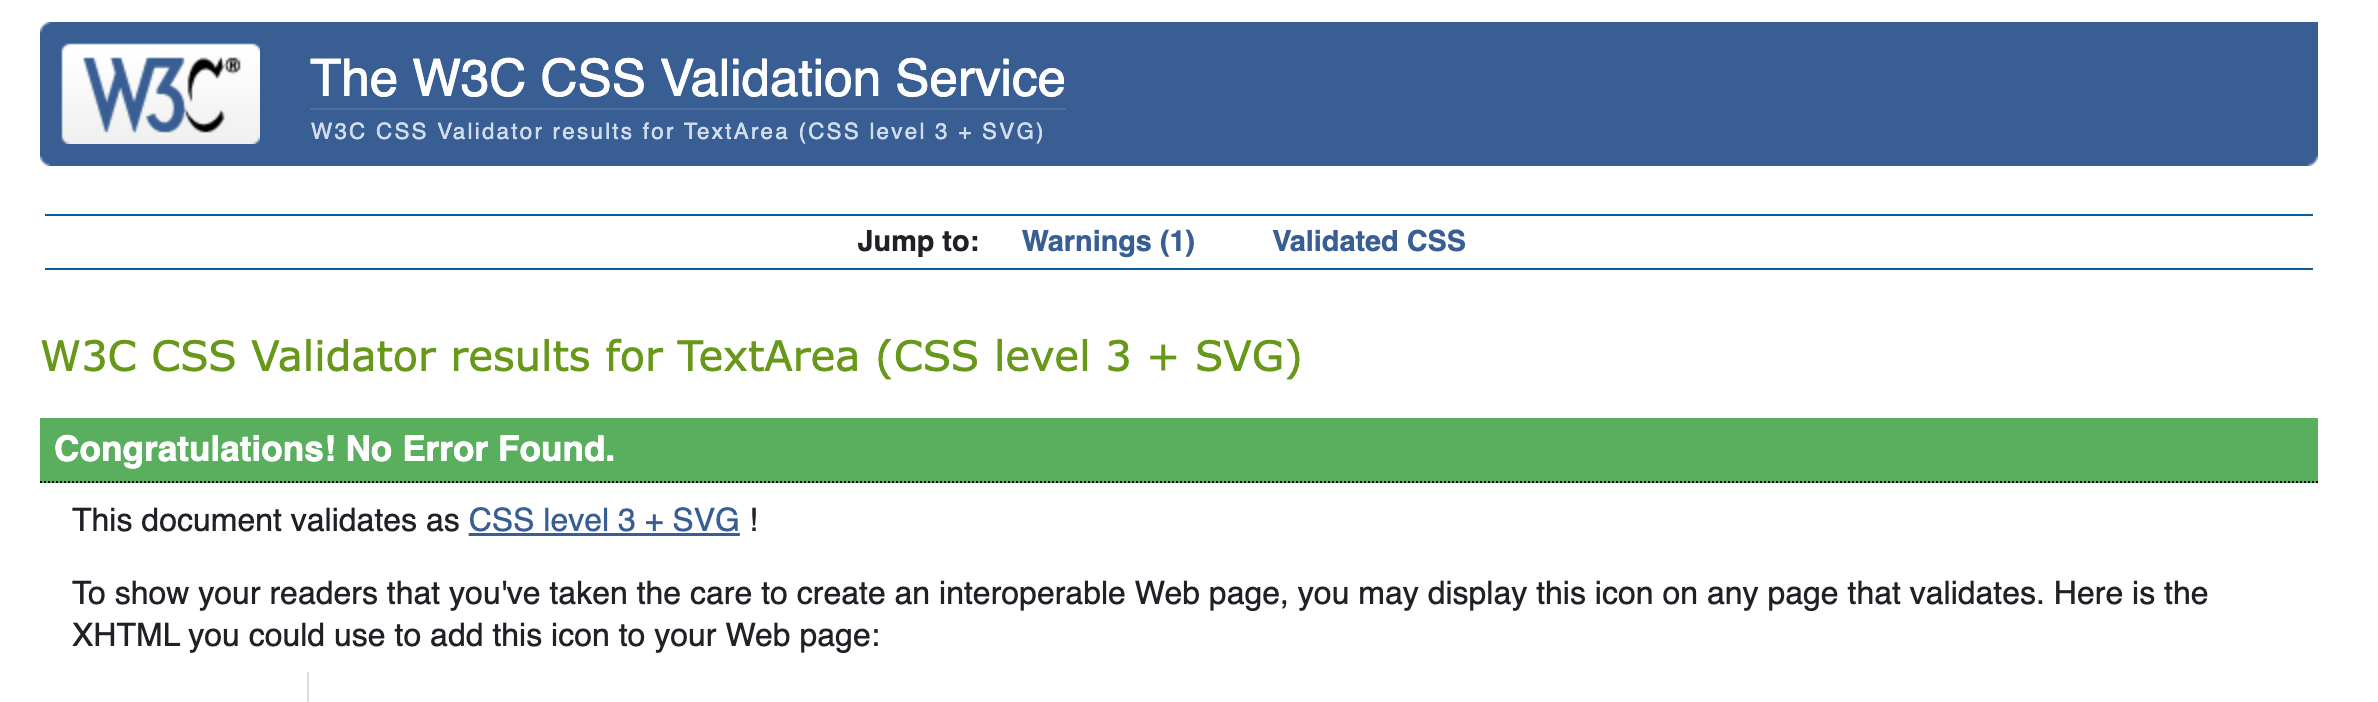 W3C®
The W3C CSS Validation Service
W3C CSS Validator results for TextArea (CSS level 3 + SVG)
Jump to: Warnings (1) Validated CSS
W3C CSS Validator results for TextArea (CSS level 3 + SVG)
Congratulations! No Error Found.
This document validates as CSS level 3 + SVG !
To show your readers that you've taken the care to create an interoperable Web page, you may display this icon on any page that validates. Here is the
XHTML you could use to add this icon to your Web page: